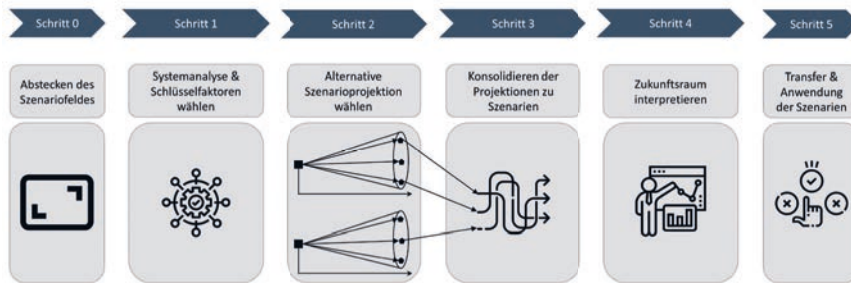 Schritt 0
Schritt 1
Schritt 2
Schritt 3
Schritt 4
Schritt 5
Abstecken des
Szenariofeldes
Systemanalyse &
Schlüsselfaktoren
wählen
Alternative
Szenarioprojektion
wählen
Konsolidieren der
Projektionen zu
Szenarien
Zukunftsraum
interpretieren
Transfer &
Anwendung
der Szenarien